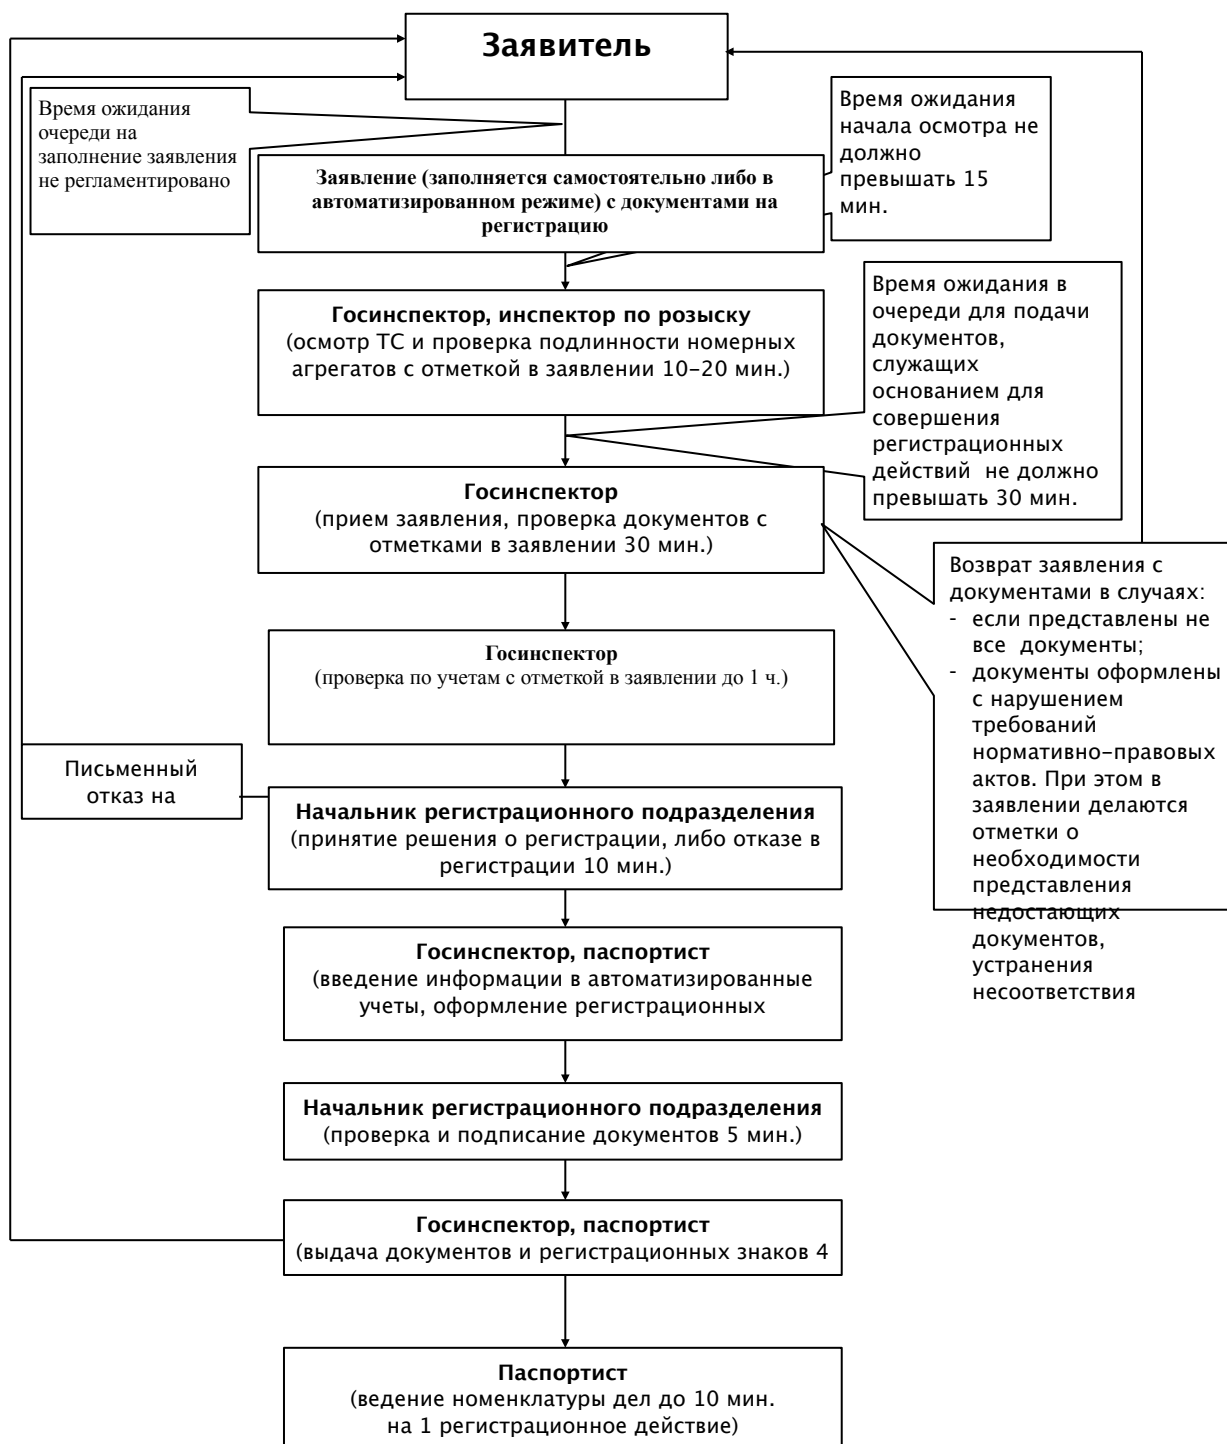 Заявитель
Время ожидания
очереди на
заполнение заявления
не регламентировано
Время ожидания
начала осмотра не
должно
превышать 15
мин.
Заявление (заполняется самостоятельно либо в
автоматизированном режиме) с документами на
регистрацию
Госинспектор, инспектор по розыску
(осмотр ТС и проверка подлинности номерных
агрегатов с отметкой в заявлении 10–20 мин.)
Время ожидания в
очереди для подачи
документов,
служащих
основанием для
совершения
регистрационных
действий не должно
превышать 30 мин.
Госинспектор
(прием заявления, проверка документов с
отметками в заявлении 30 мин.)
Возврат заявления с
документами в случаях:
- если представлены не
все документы;
- документы оформлены
с нарушением
требований
нормативно–правовых
актов. При этом в
заявлении делаются
отметки о
необходимости
представления
недостающих
документов,
устранения
несоответствия
Госинспектор
(проверка по учетам с отметкой в заявлении до 1 ч.)
Письменный
отказ на
Начальник регистрационного подразделения
(принятие решения о регистрации, либо отказе в
регистрации 10 мин.)
Госинспектор, паспортист
(введение информации в автоматизированные
учеты, оформление регистрационных
Начальник регистрационного подразделения
(проверка и подписание документов 5 мин.)
Госинспектор, паспортист
(выдача документов и регистрационных знаков 4
Паспортист
(ведение номенклатуры дел до 10 мин.
на 1 регистрационное действие)